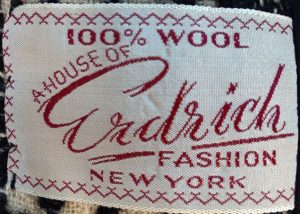 100% WOOL
A HOUSE OF
Erdrich
FASHION
NEW YORK